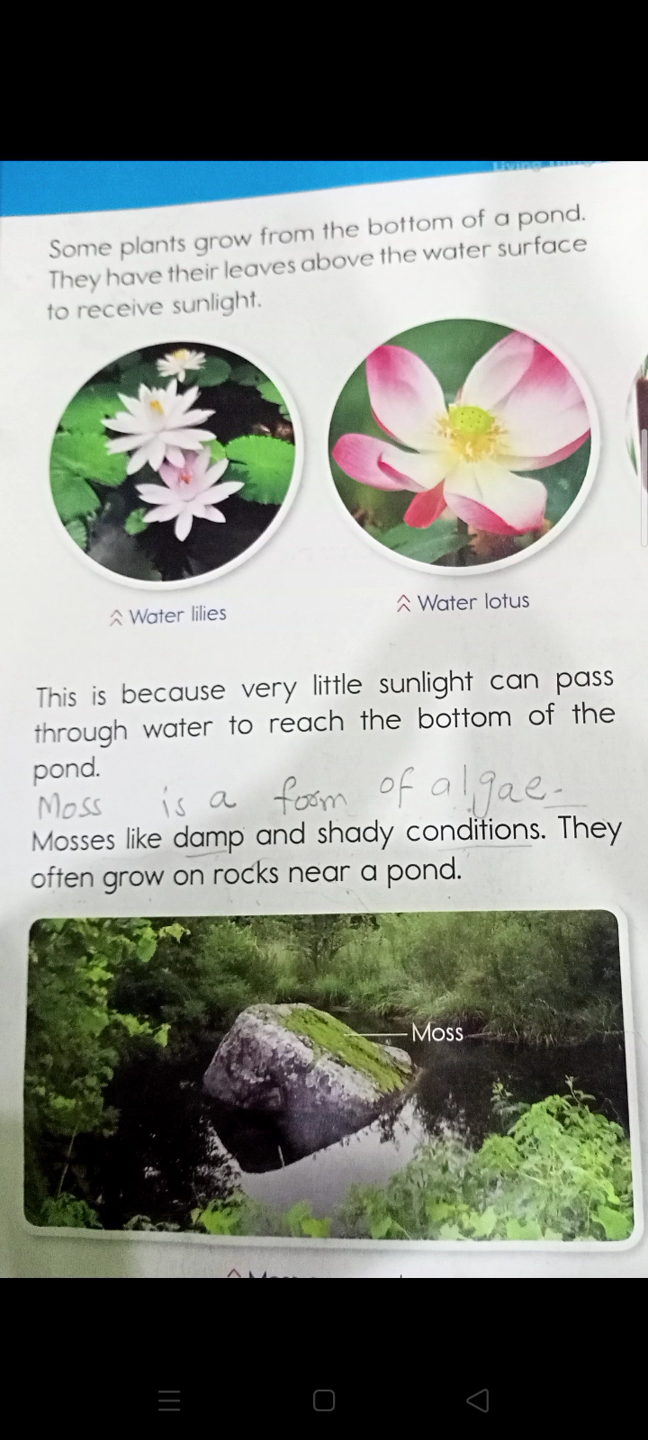 Some plants grow from the bottom of a pond.
They have their leaves above the water surface
to receive sunlight.
Water lilies
Water lotus
This is because very little sunlight can pass
through water to reach the bottom of the
pond.
Moss is a form of algae.
Mosses like damp and shady conditions. They
often grow on rocks near a pond.
Moss